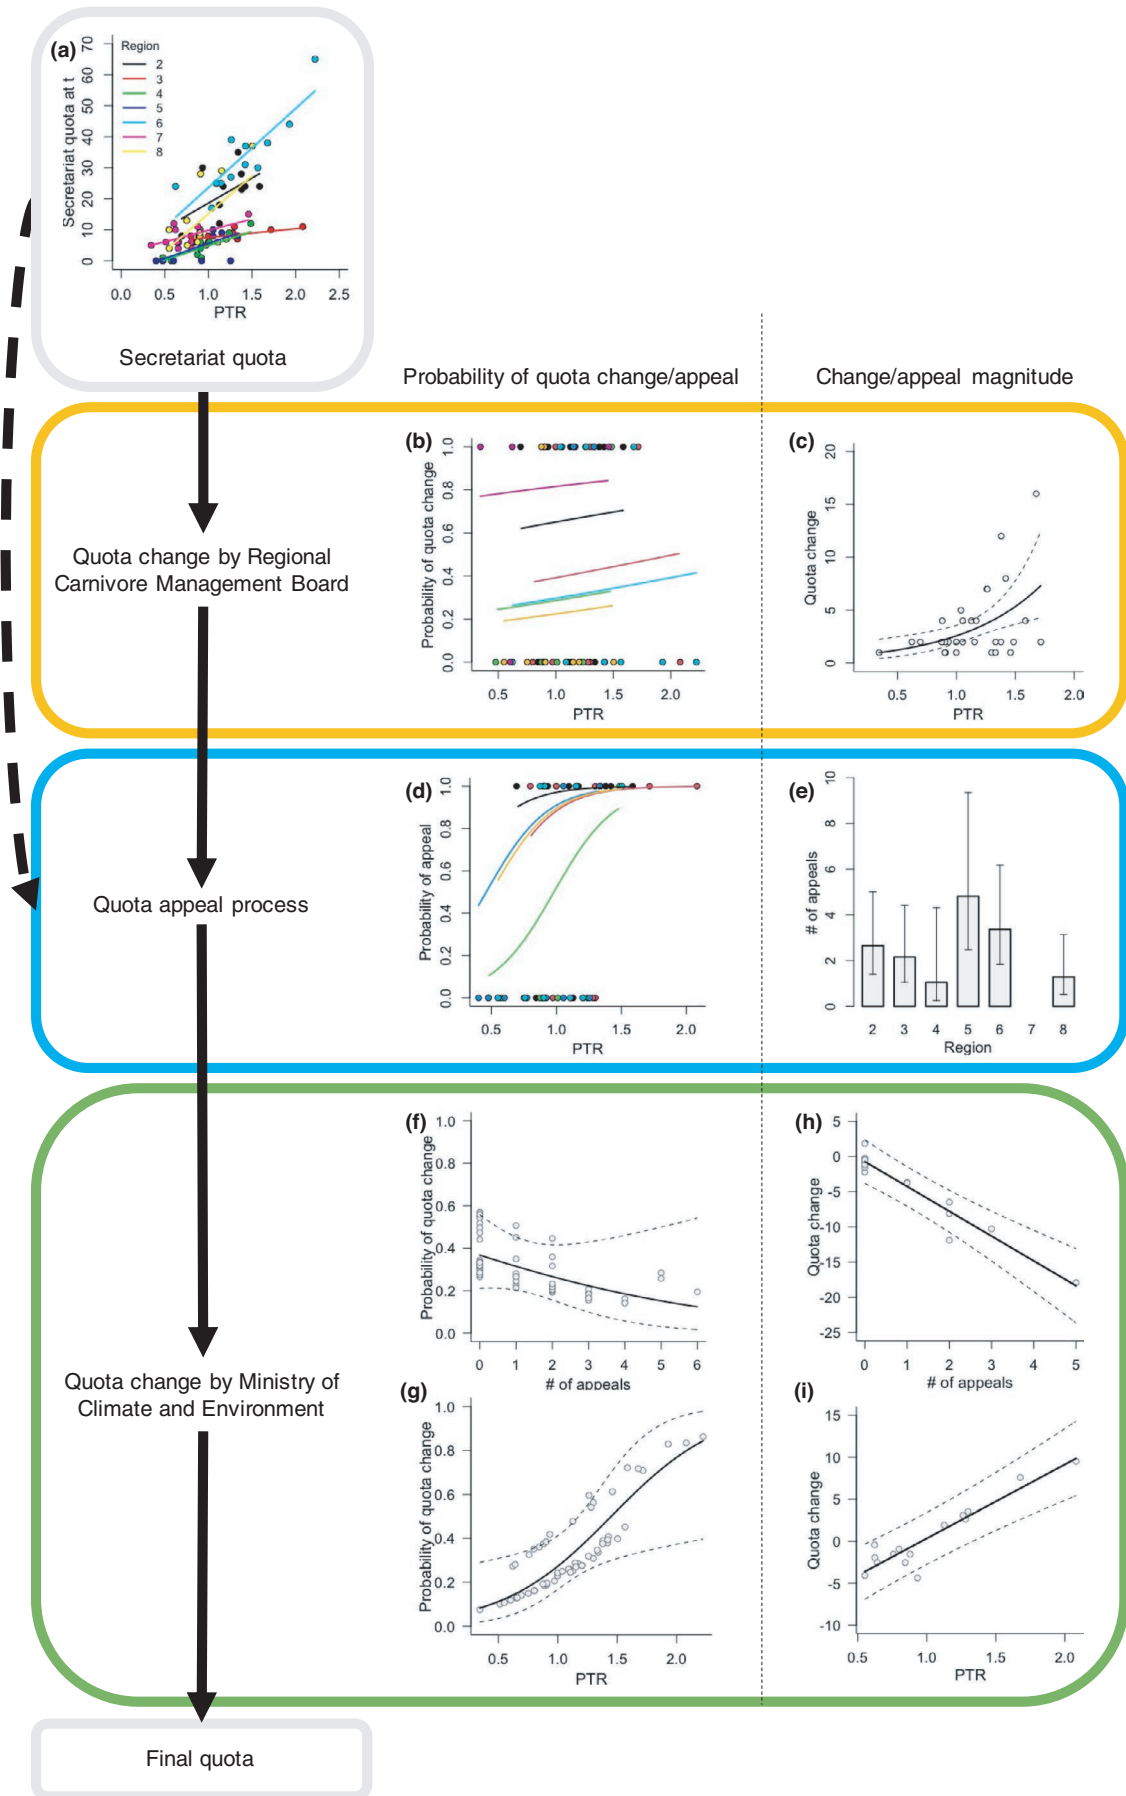 (a)
Region
2
3
4
5
6
7
8
Secretariat quota at t
70
60
50
40
30
20
10
0
0.0 0.5 1.0 1.5 2.0 2.5
PTR
Secretariat quota
Probability of quota change/appeal
Change/appeal magnitude
Quota change by Regional
Carnivore Management Board
(b)
Probability of quota change
1.0
0.8
0.6
0.4
0.2
0.0
0.5 1.0 1.5 2.0
PTR
(c)
Quota change
20
15
10
5
0
0.5 1.0 1.5 2.0
PTR
Quota appeal process
(d)
Probability of appeal
1.0
0.8
0.6
0.4
0.2
0.0
0.5 1.0 1.5 2.0
PTR
(e)
# of appeals
10
8
6
4
2
0
2 3 4 5 6 7 8
Region
Quota change by Ministry of
Climate and Environment
(f)
Probability of quota change
1.0
0.8
0.6
0.4
0.2
0.0
0 1 2 3 4 5 6
# of appeals
(h)
Quota change
5
0
-5
-10
-15
-20
-25
0 1 2 3 4 5
# of appeals
(g)
Probability of quota change
1.0
0.8
0.6
0.4
0.2
0.0
0.5 1.0 1.5 2.0
PTR
(i)
Quota change
15
10
5
0
-5
-10
0.5 1.0 1.5 2.0
PTR
Final quota